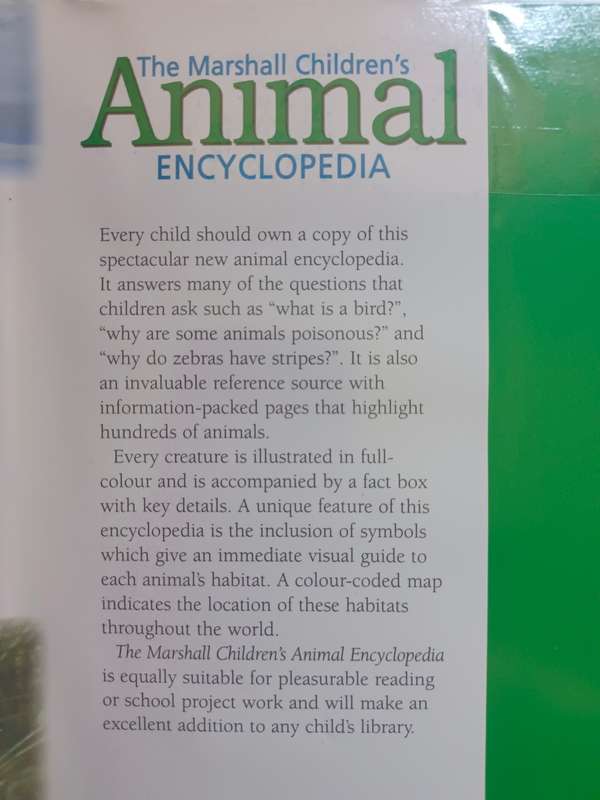 The Marshall Children's
Animal
ENCYCLOPEDIA
Every child should own a copy of this
spectacular new animal encyclopedia.
It answers many of the questions that
children ask such as “what is a bird?”,
“why are some animals poisonous?” and
“why do zebras have stripes?”. It is also
an invaluable reference source with
information-packed pages that highlight
hundreds of animals.
Every creature is illustrated in full-
colour and is accompanied by a fact box
with key details. A unique feature of this
encyclopedia is the inclusion of symbols
which give an immediate visual guide to
each animal's habitat. A colour-coded map
indicates the location of these habitats
throughout the world.
The Marshall Children's Animal Encyclopedia
is equally suitable for pleasurable reading
or school project work and will make an
excellent addition to any child's library.